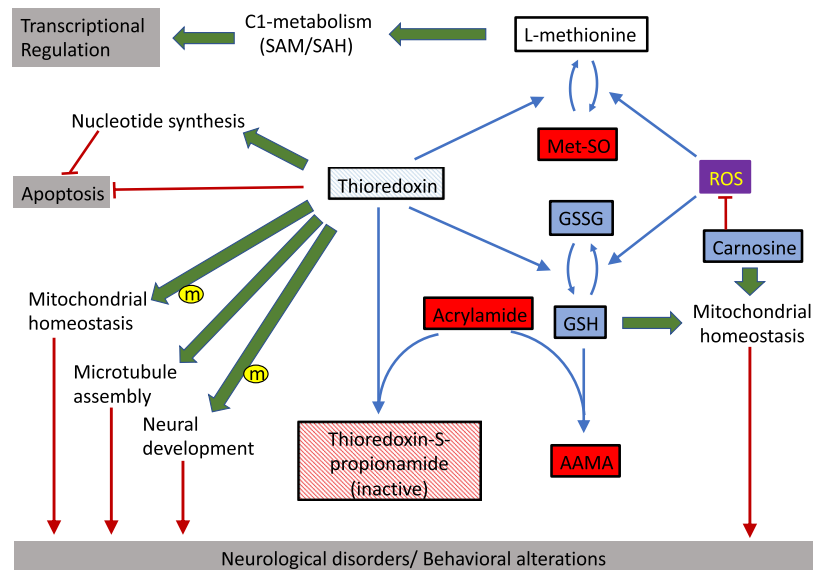 Transcriptional
Regulation
C1-metabolism
(SAM/SAH)
L-methionine
Nucleotide synthesis
Met-SO
Apoptosis
Thioredoxin
ROS
GSSG
Carnosine
m
Mitochondrial
homeostasis
Acrylamide
GSH
Mitochondrial
homeostasis
Microtubule
assembly
m
Neural
development
Thioredoxin-S-
propionamide
(inactive)
AAMA
Neurological disorders/ Behavioral alterations